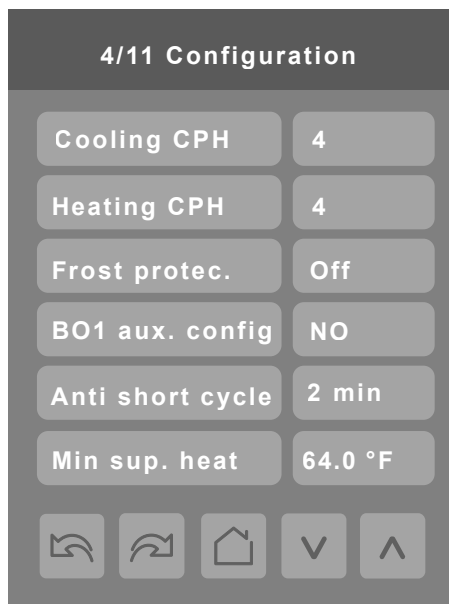 4/11 Configuration
Cooling CPH 4
Heating CPH 4
Frost protec. Off
BO1 aux. config NO
Anti short cycle 2 min
Min sup. heat 64.0 °F